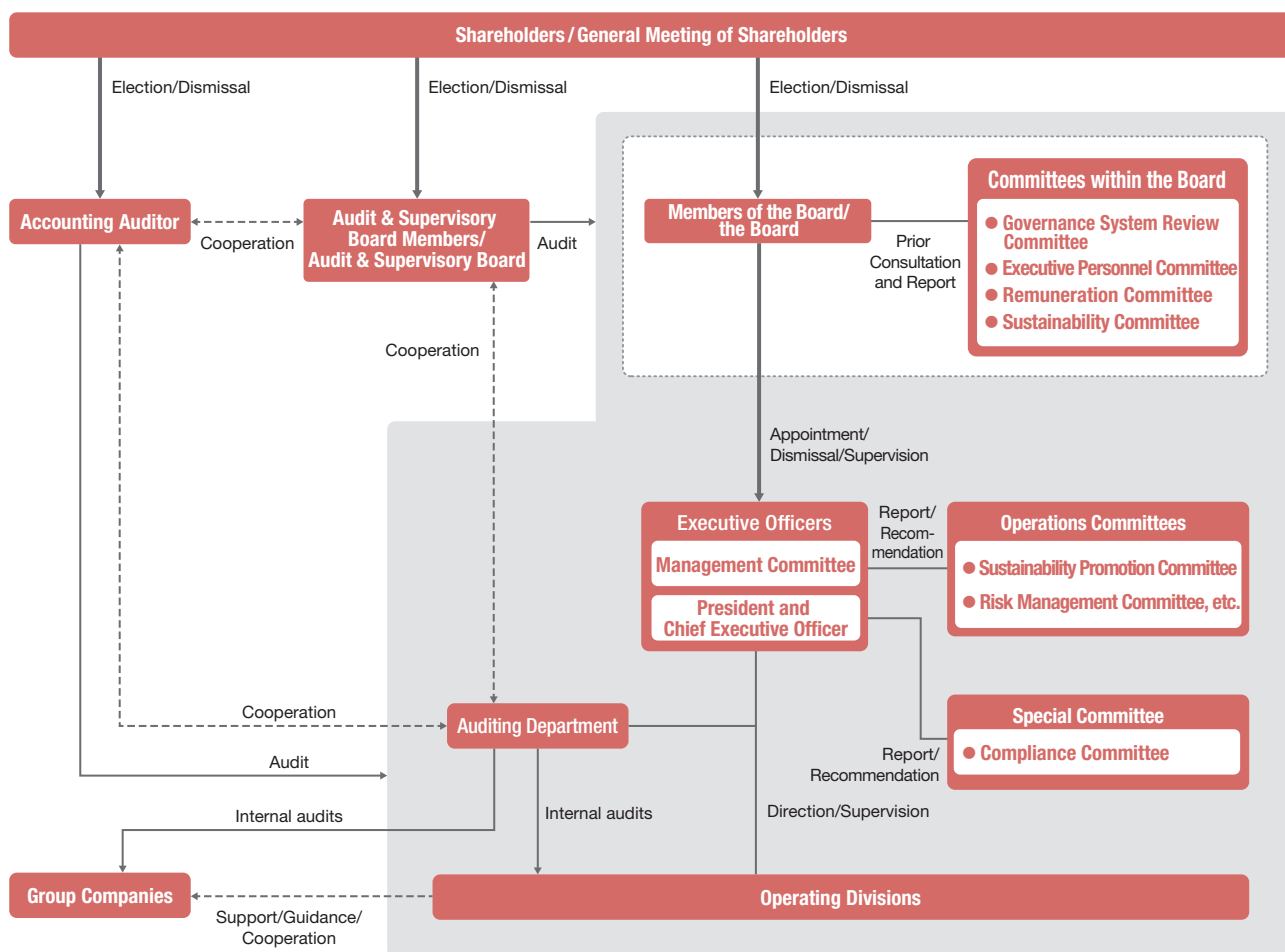 Shareholders/General Meeting of Shareholders
Election/Dismissal
Election/Dismissal
Election/Dismissal
Accounting Auditor
Cooperation
Audit & Supervisory
Board Members/
Audit & Supervisory Board
Audit
Members of the Board/
the Board
Prior
Consultation
and Report
Committees within the Board
● Governance System Review
Committee
● Executive Personnel Committee
● Remuneration Committee
● Sustainability Committee
Cooperation
Appointment/
Dismissal/Supervision
Executive Officers
Management Committee
President and
Chief Executive Officer
Report/
Recom-
mendation
Operations Committees
● Sustainability Promotion Committee
● Risk Management Committee, etc.
Cooperation
Auditing Department
Special Committee
● Compliance Committee
Report/
Recommendation
Audit
Internal audits
Internal audits
Direction/Supervision
Group Companies
Support/Guidance/
Cooperation
Operating Divisions